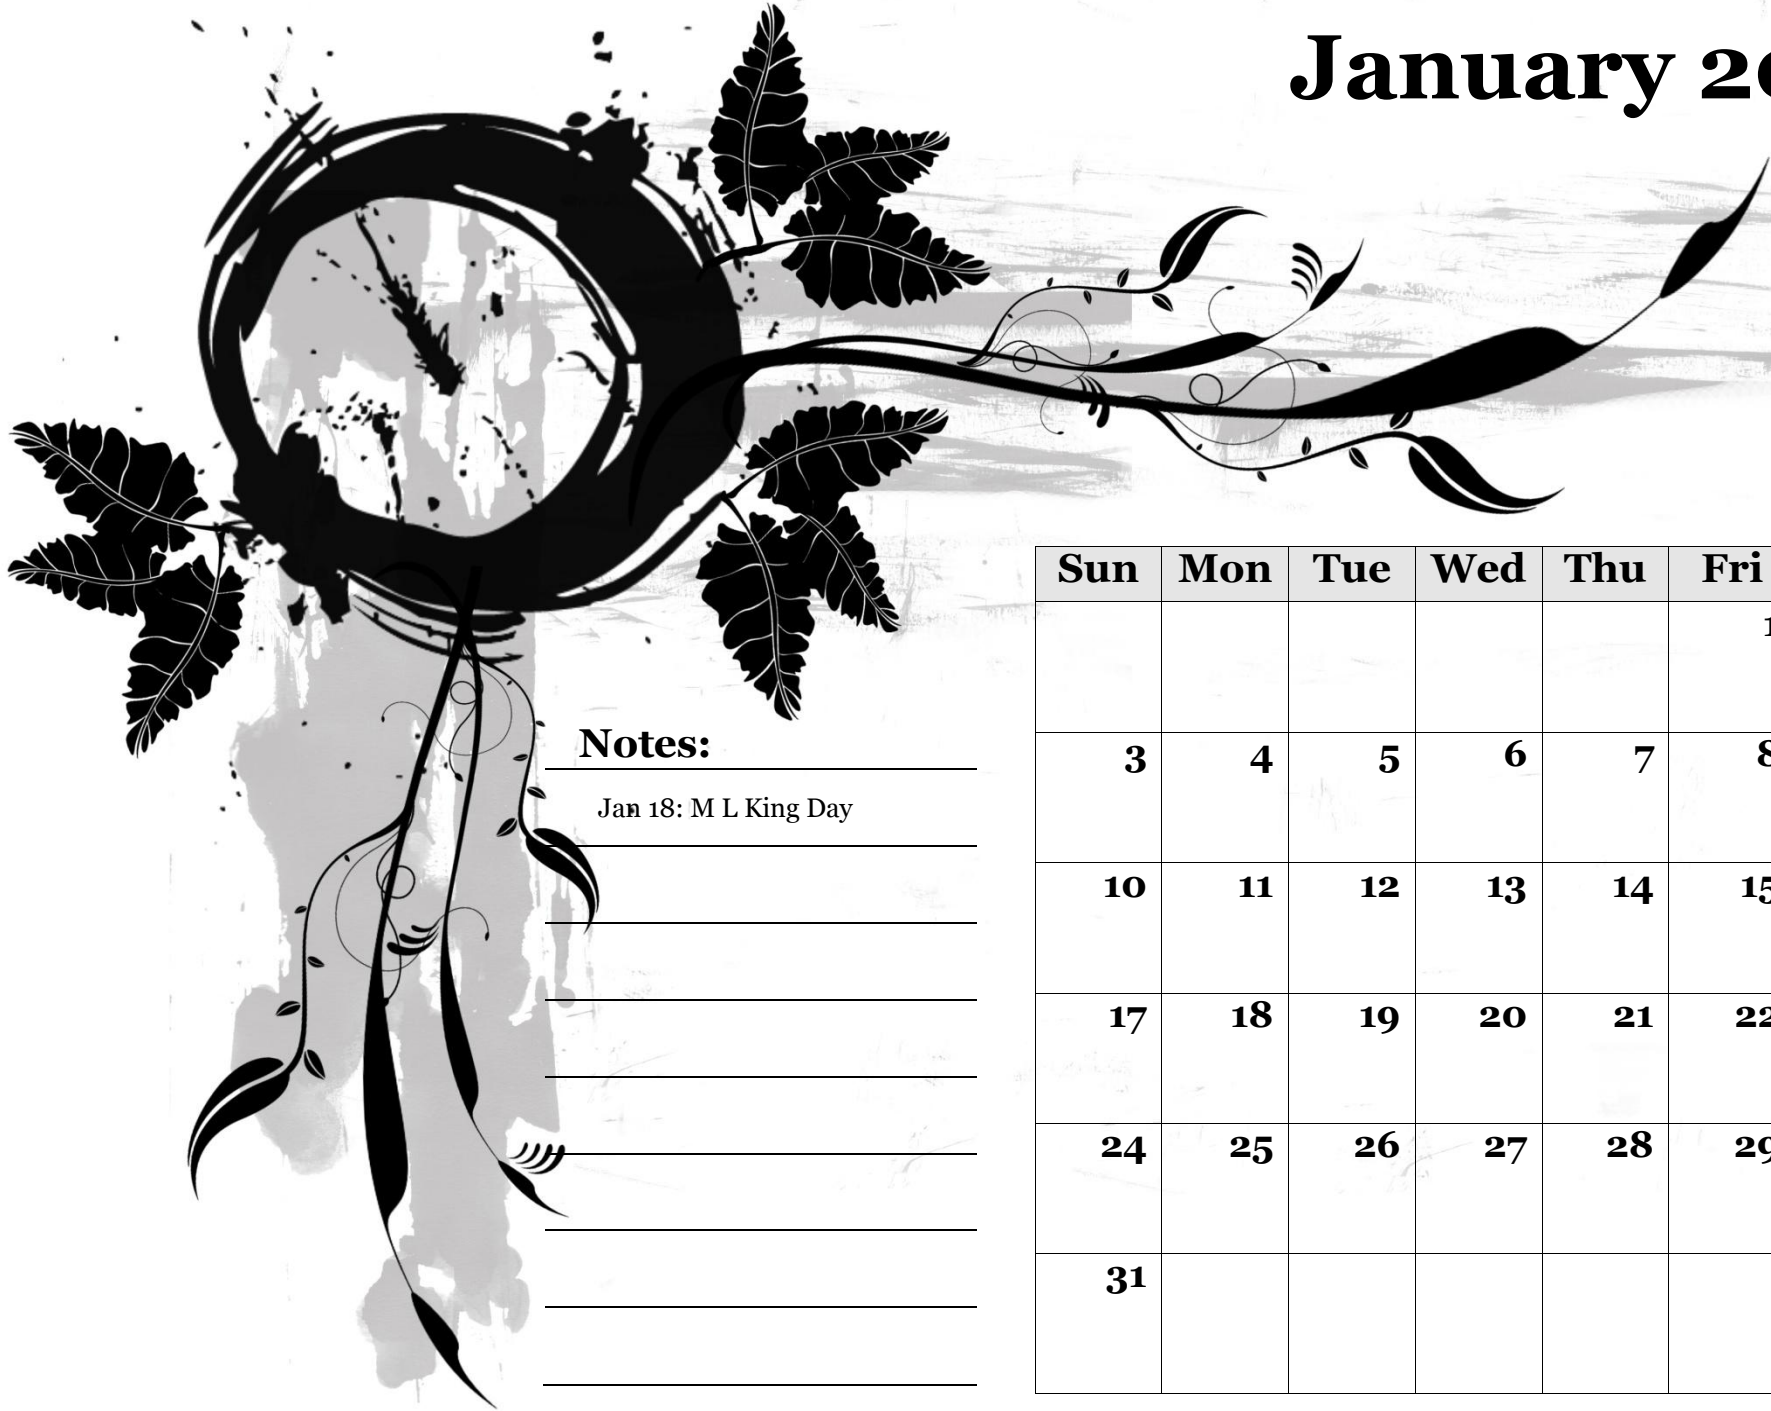 January 20
Notes:
Jan 18: M L King Day
Sun Mon Tue Wed Thu Fri
1
3 4 5 6 7 8
10 11 12 13 14 15
17 18 19 20 21 22
24 25 26 27 28 29
31